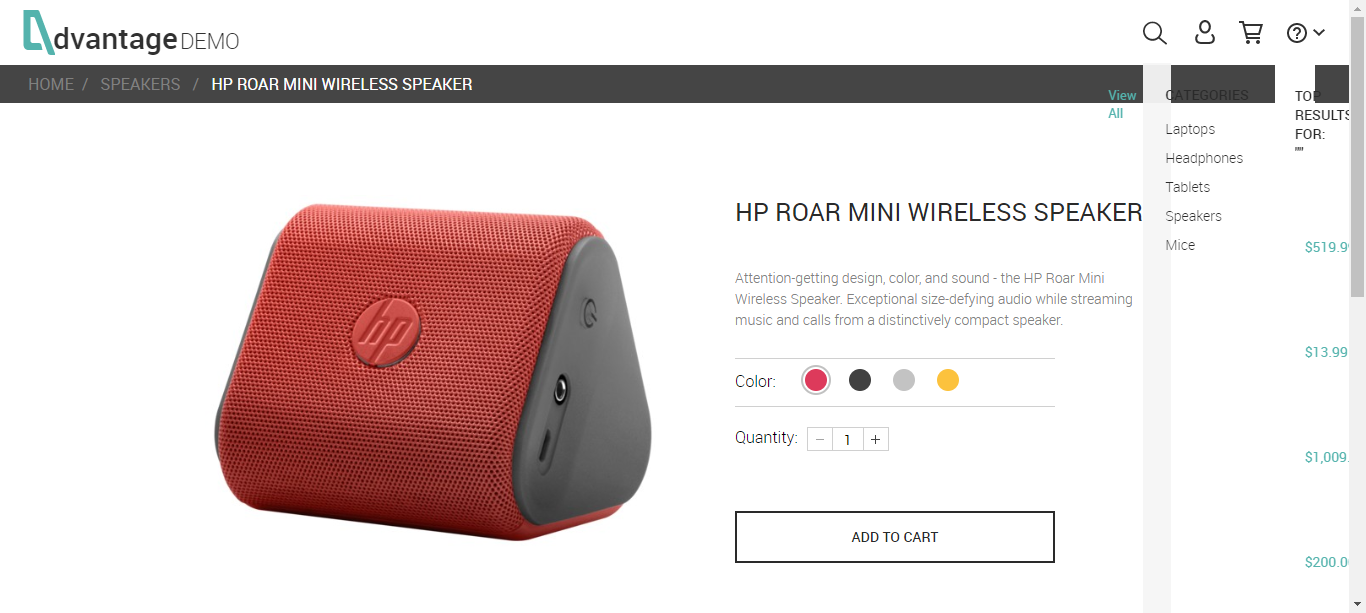 dvantage DEMO
HOME / SPEAKERS / HP ROAR MINI WIRELESS SPEAKER
View
All
CATEGORIES
Laptops
Headphones
Tablets
Speakers
Mice
TOP
RESULTS
FOR:
""
$519.9
$13.99
$1,009.
$200.0
hp
HP ROAR MINI WIRELESS SPEAKER
Attention-getting design, color, and sound - the HP Roar Mini
Wireless Speaker. Exceptional size-defying audio while streaming
music and calls from a distinctively compact speaker.
Color:
Quantity: − 1 +
ADD TO CART